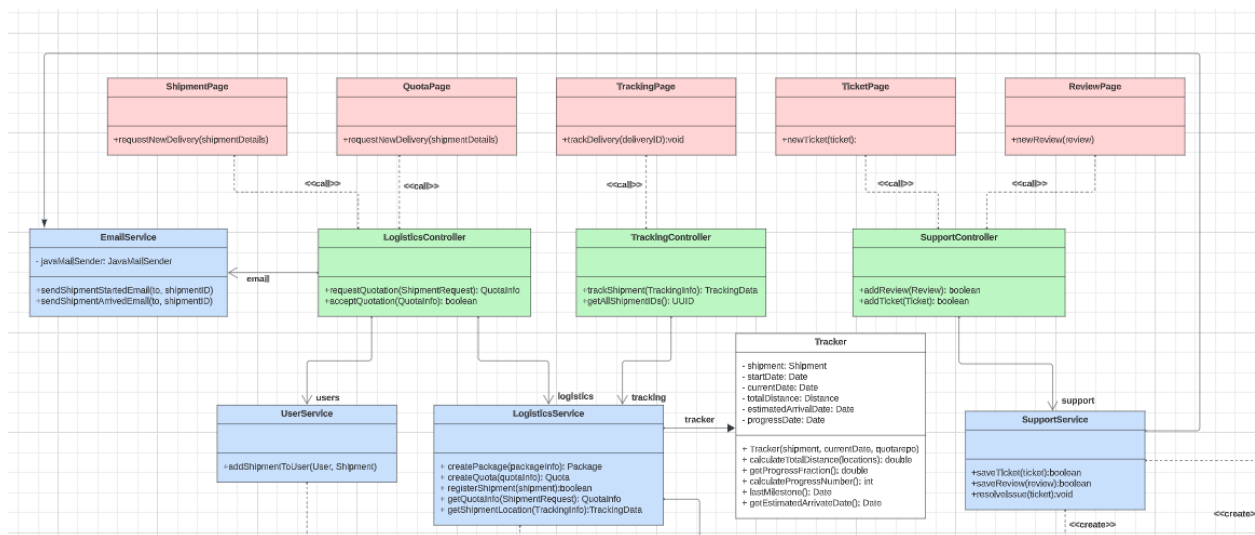 ShipmentPage
+requestNewDelivery(shipmentDetails)
QuotaPage
+requestNewDelivery(shipmentDetails)
TrackingPage
+trackDelivery(deliveryID):void
TicketPage
+newTicket(ticket):
ReviewPage
+newReview(review)
<<call>>
<<call>>
<<call>>
<<call>>
<<call>>
EmailService
- javaMailSender: JavaMailSender
+sendShipmentStartedEmail(to, shipmentID)
+sendShipmentArrivedEmail(to, shipmentID)
email
LogisticsController
+requestQuotation(ShipmentRequest): QuotaInfo
+acceptQuotation(QuotaInfo): boolean
TrackingController
+trackShipment(TrackingInfo): TrackingData
+getAllShipmentIDs(): UUID
SupportController
+addReview(Review): boolean
+addTicket(Ticket): boolean
users
logistics
tracking
support
UserService
+addShipmentToUser(User, Shipment)
LogisticsService
+ createPackage(packageInfo): Package
+ createQuota(quotaInfo): Quota
+ registerShipment(shipment):boolean
+ getQuotaInfo(ShipmentRequest): QuotaInfo
+ getShipmentLocation(TrackingInfo):TrackingData
tracker
Tracker
- shipment: Shipment
- startDate: Date
- currentDate: Date
- totalDistance: Distance
- estimatedArrivalDate: Date
- progressDate: Date
+ Tracker(shipment, currentDate, quotarepo)
+ calculateTotalDistance(locations): double
+ getProgressFraction(): double
+ calculateProgressNumber(): int
+ lastMilestone(): Date
+ getEstimatedArrivateDate(): Date
SupportService
+saveTicket(ticket):boolean
+saveReview(review):boolean
+resolveIssue(ticket):void
<<create>>
<<create>